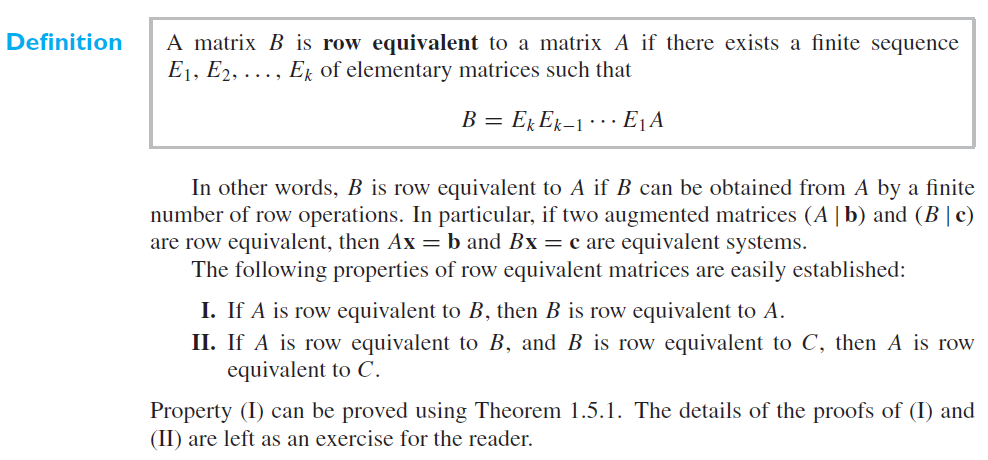 Definition
A matrix B is row equivalent to a matrix A if there exists a finite sequence
E₁, E₂, . . . , Eₖ of elementary matrices such that
B = EₖEₖ₋₁ · · · E₁A
In other words, B is row equivalent to A if B can be obtained from A by a finite
number of row operations. In particular, if two augmented matrices (A | b) and (B | c)
are row equivalent, then Ax = b and Bx = c are equivalent systems.
The following properties of row equivalent matrices are easily established:
I. If A is row equivalent to B, then B is row equivalent to A.
II. If A is row equivalent to B, and B is row equivalent to C, then A is row
equivalent to C.
Property (I) can be proved using Theorem 1.5.1. The details of the proofs of (I) and
(II) are left as an exercise for the reader.